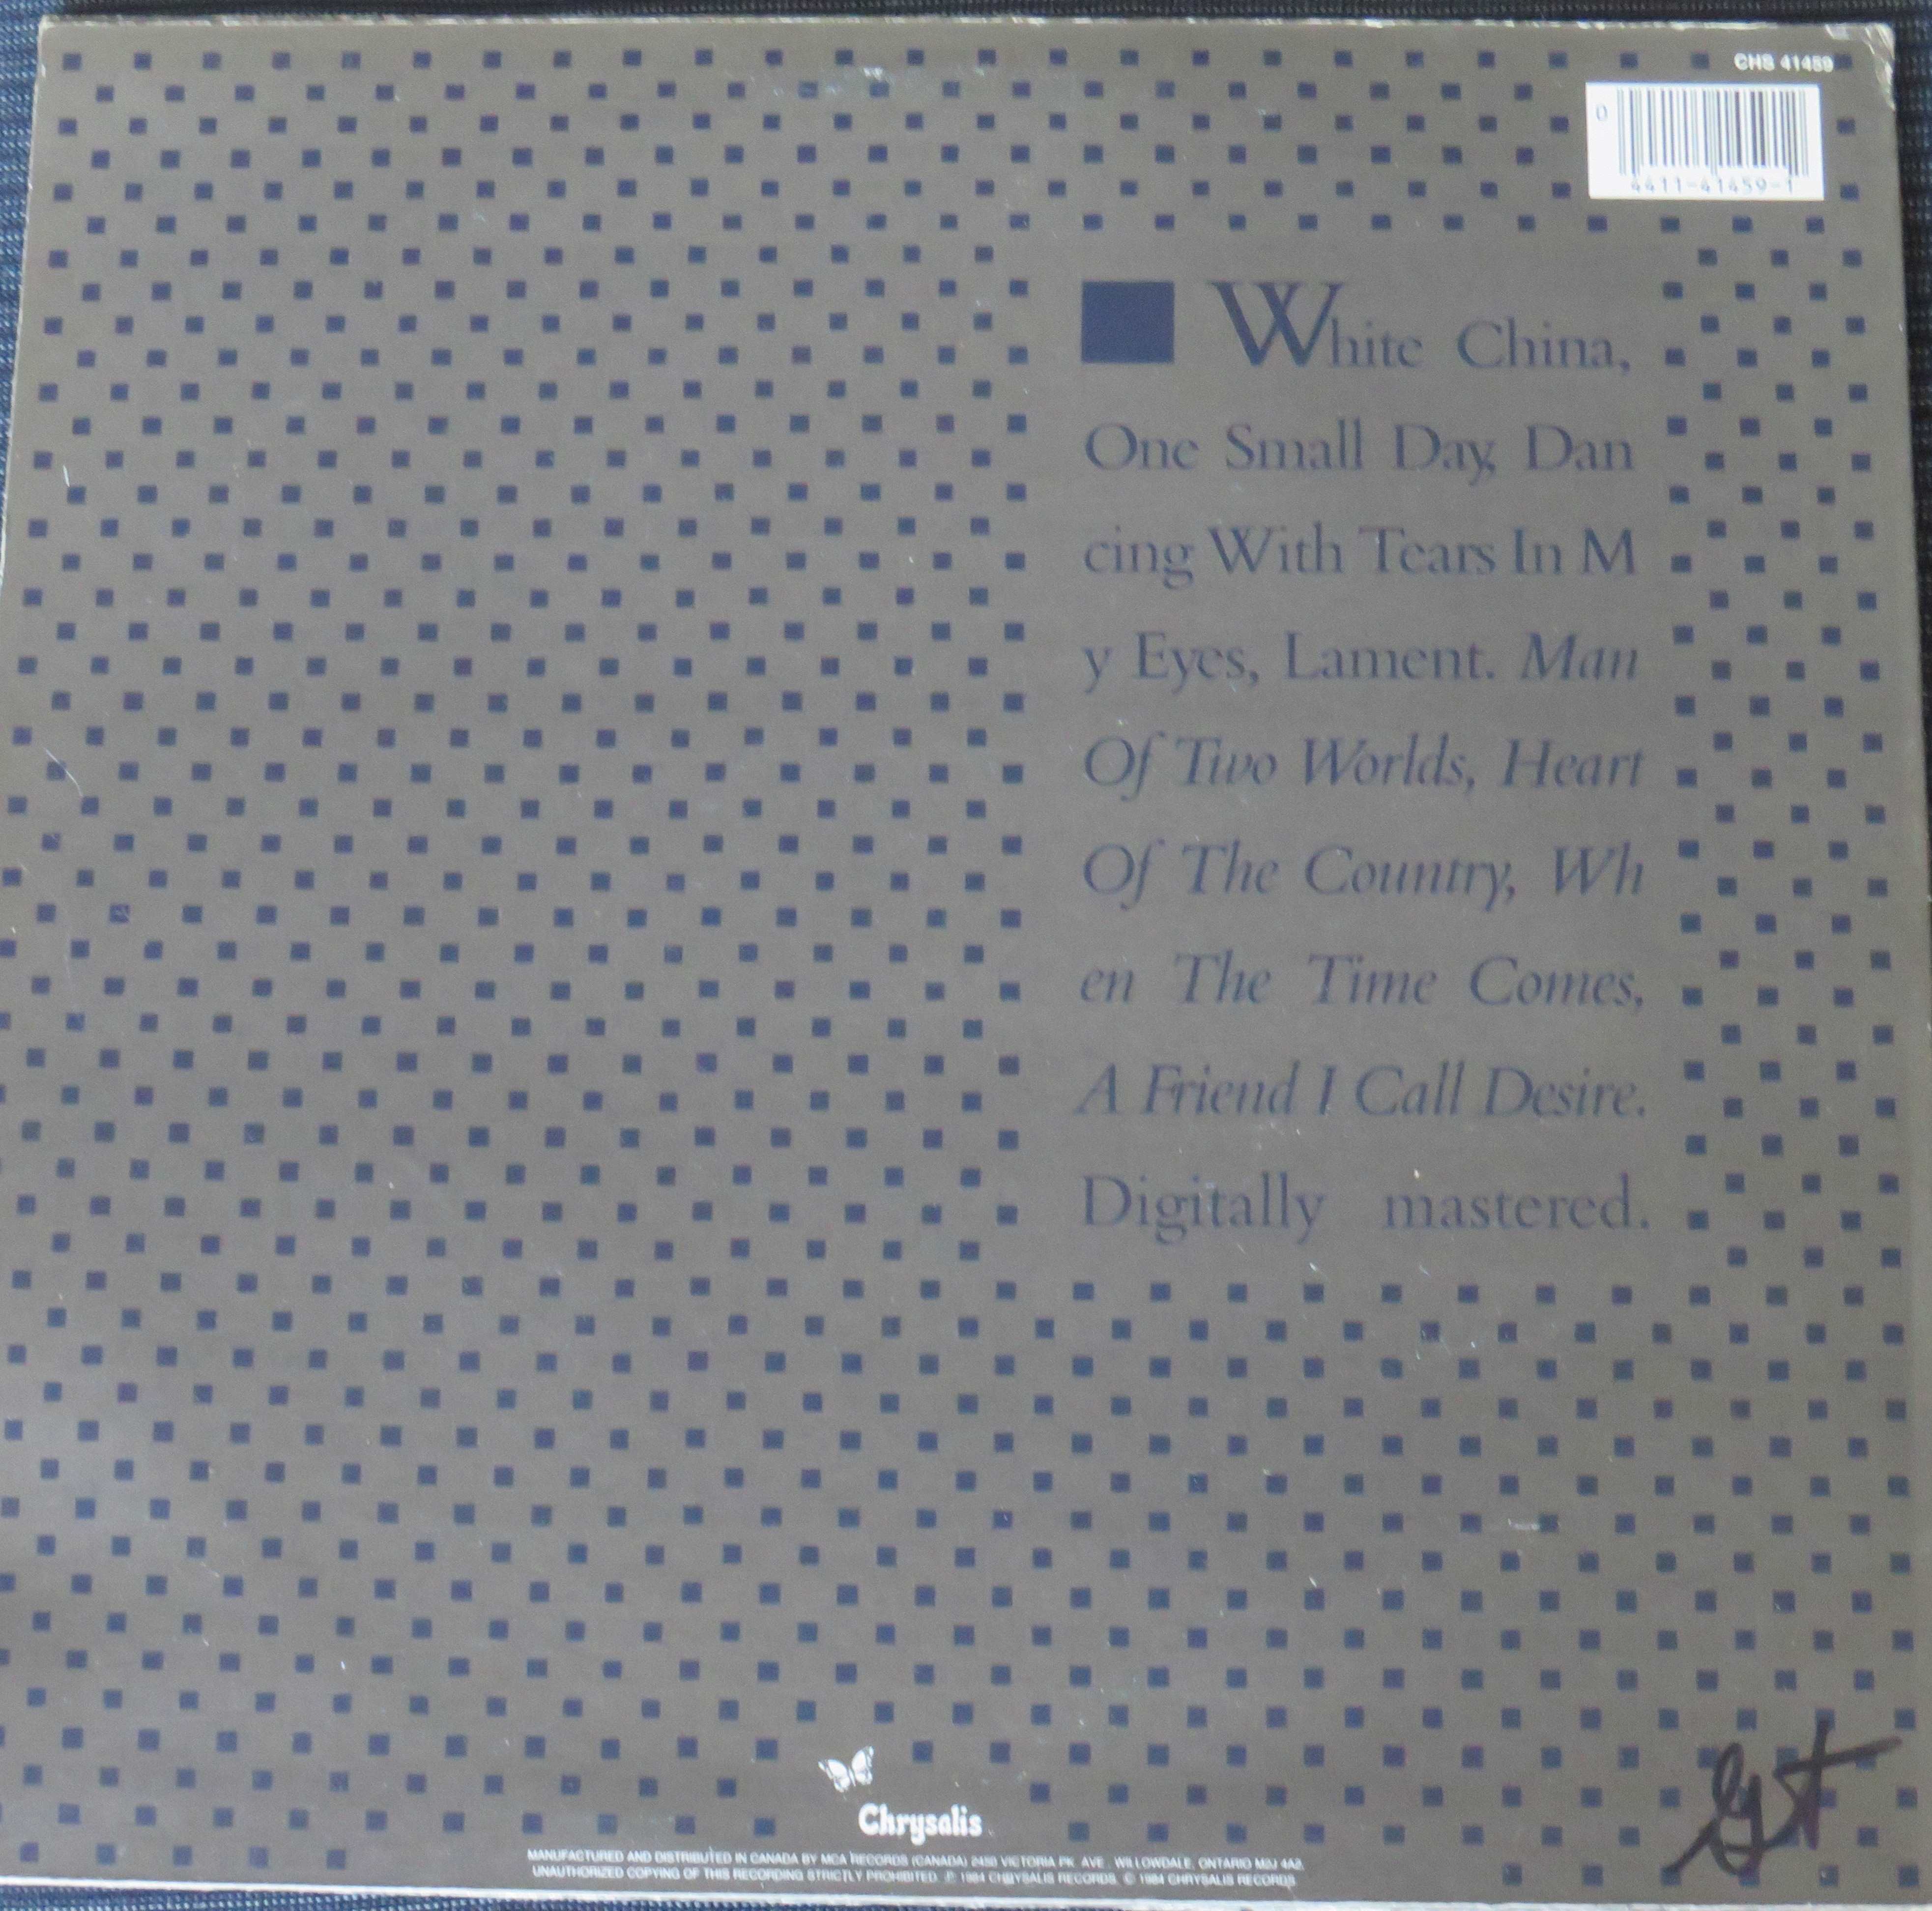 CHS 41459
0
4411-41459-1
White China,
One Small Day, Dan
cing With Tears In M
y Eyes, Lament. Man
Of Two Worlds, Heart
Of The Country, Wh
en The Time Comes,
A Friend I Call Desire.
Digitally mastered.
Chrysalis
MANUFACTURED AND DISTRIBUTED IN CANADA BY MCA RECORDS (CANADA) 2450 VICTORIA PK. AVE., WILLOWDALE, ONTARIO M2J 4A2.
UNAUTHORIZED COPYING OF THIS RECORDING STRICTLY PROHIBITED. ℗ 1984 CHRYSALIS RECORDS. © 1984 CHRYSALIS RECORDS.